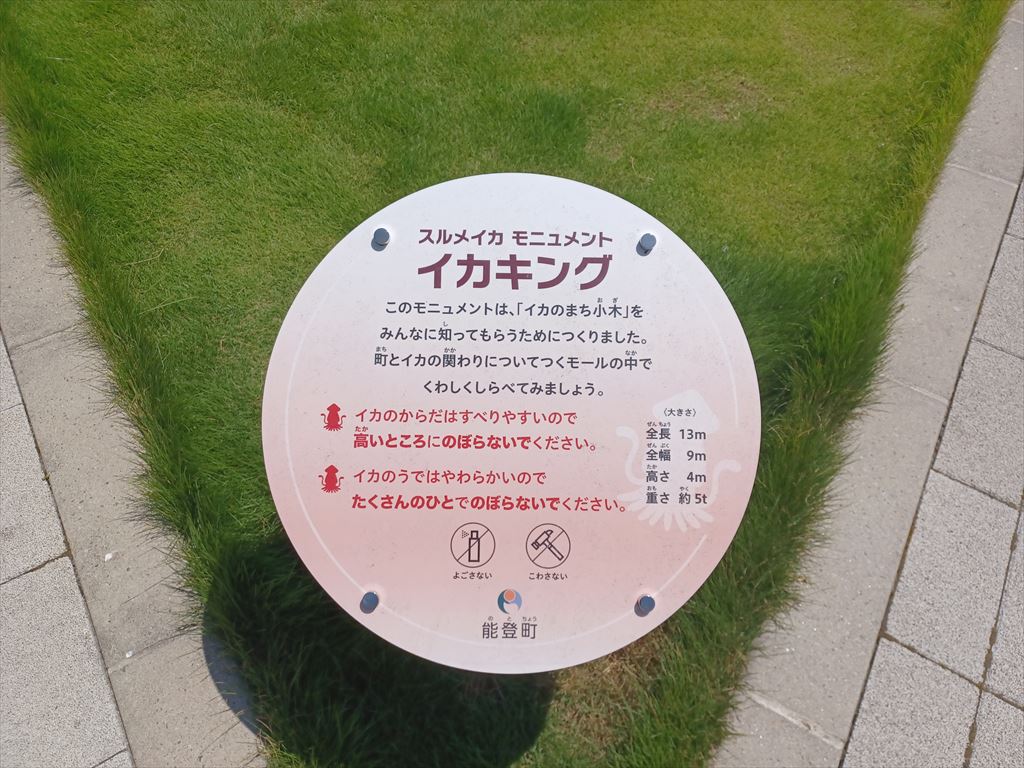 スルメイカ モニュメント
イカキング
このモニュメントは、「イカのまち小木」を
みんなに知ってもらうためにつくりました。
町とイカの関わりについてつくモールの中で
くわしくしらべてみましょう。
イカのからだはすべりやすいので
高いところにのぼらないでください。
イカのうではやわらかいので
たくさんのひとでのぼらないでください。
〈大きさ〉
全長 13m
全幅 9m
高さ 4m
重さ 約5t
よごさない
こわさない
能登町